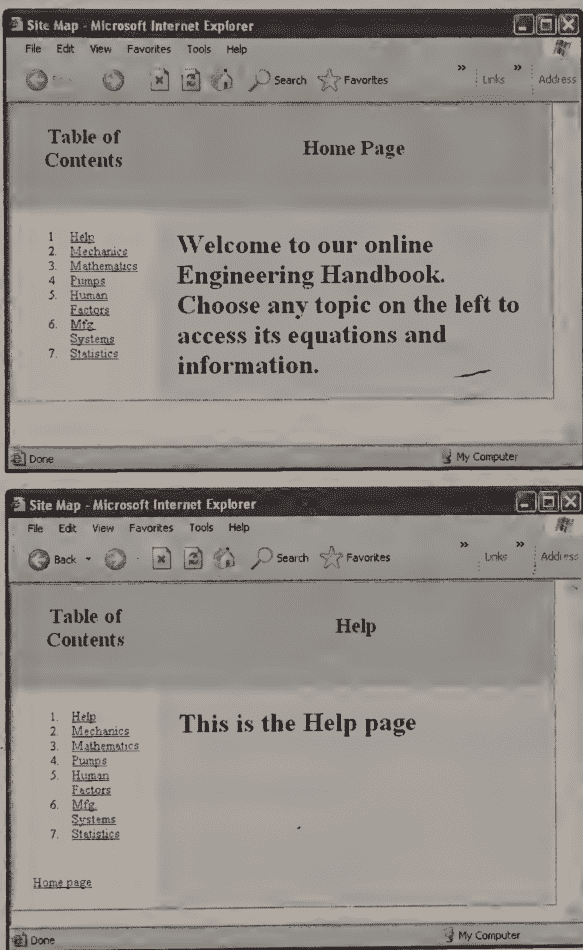 Site Map - Microsoft Internet Explorer
File Edit View Favorites Tools Help
Search Favorites » Links » Address
Table of
Contents
Home Page
1 Help
2. Mechanics
3. Mathematics
4 Pumps
5. Human
Factors
6. Mfg.
Systems
7. Statistics
Welcome to our online
Engineering Handbook.
Choose any topic on the left to
access its equations and
information.
Done
My Computer
Site Map - Microsoft Internet Explorer
File Edit View Favorites Tools Help
Back Search Favorites » Links » Address
Table of
Contents
Help
1. Help
2. Mechanics
3. Mathematics
4. Pumps
5. Human
Factors
6. Mfg.
Systems
7. Statistics
Home page
This is the Help page
Done
My Computer